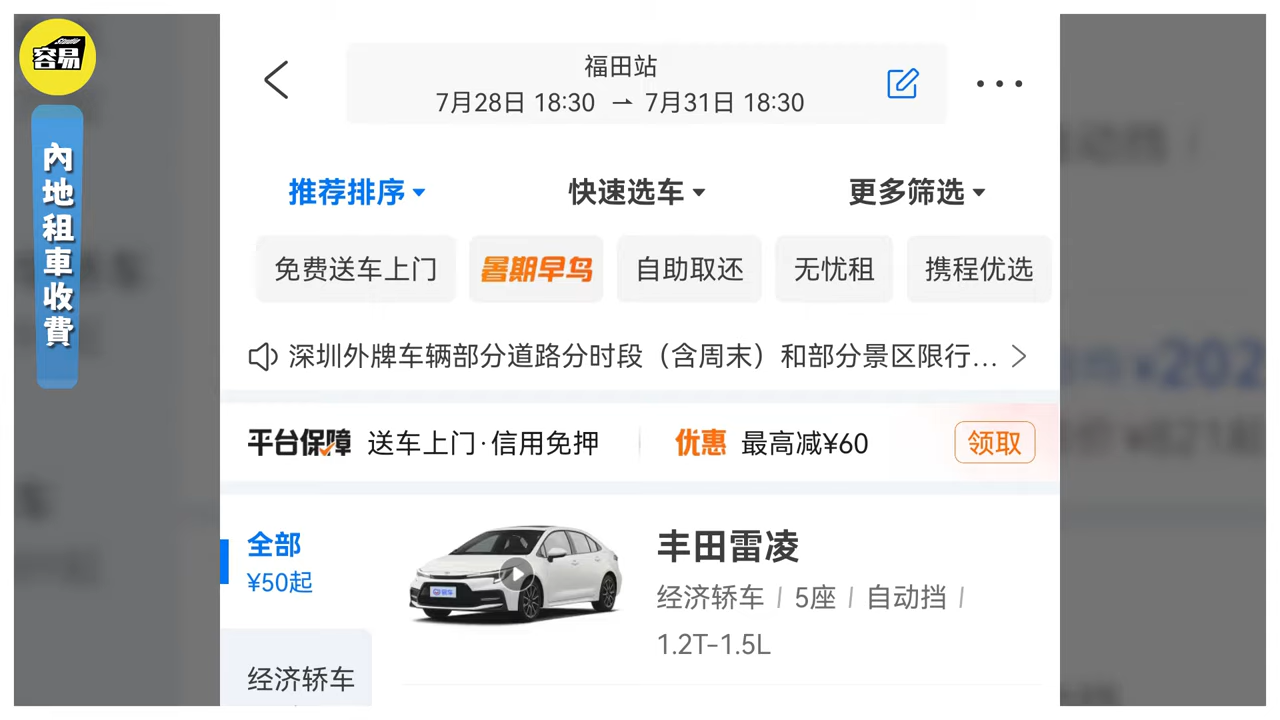 容易
Studio
內地租車收費
福田站
7月28日 18:30 → 7月31日 18:30
推荐排序
快速选车
更多筛选
免费送车上门
暑期早鸟
自助取还
无忧租
携程优选
深圳外牌车辆部分道路分时段（含周末）和部分景区限行...
平台保障 送车上门·信用免押
优惠 最高减¥60
领取
全部
¥50起
经济轿车
丰田雷凌
经济轿车 | 5座 | 自动挡 |
1.2T-1.5L
202